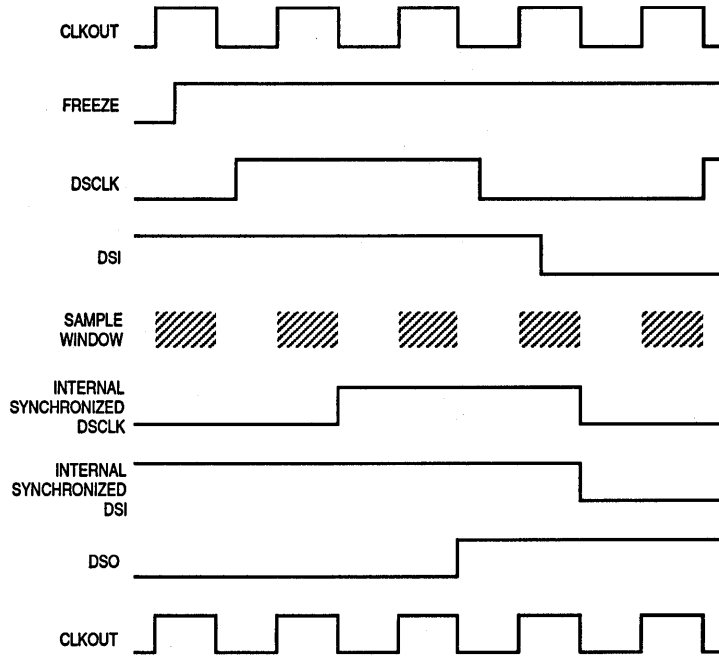 CLKOUT
FREEZE
DSCLK
DSI
SAMPLE
WINDOW
INTERNAL
SYNCHRONIZED
DSCLK
INTERNAL
SYNCHRONIZED
DSI
DSO
CLKOUT